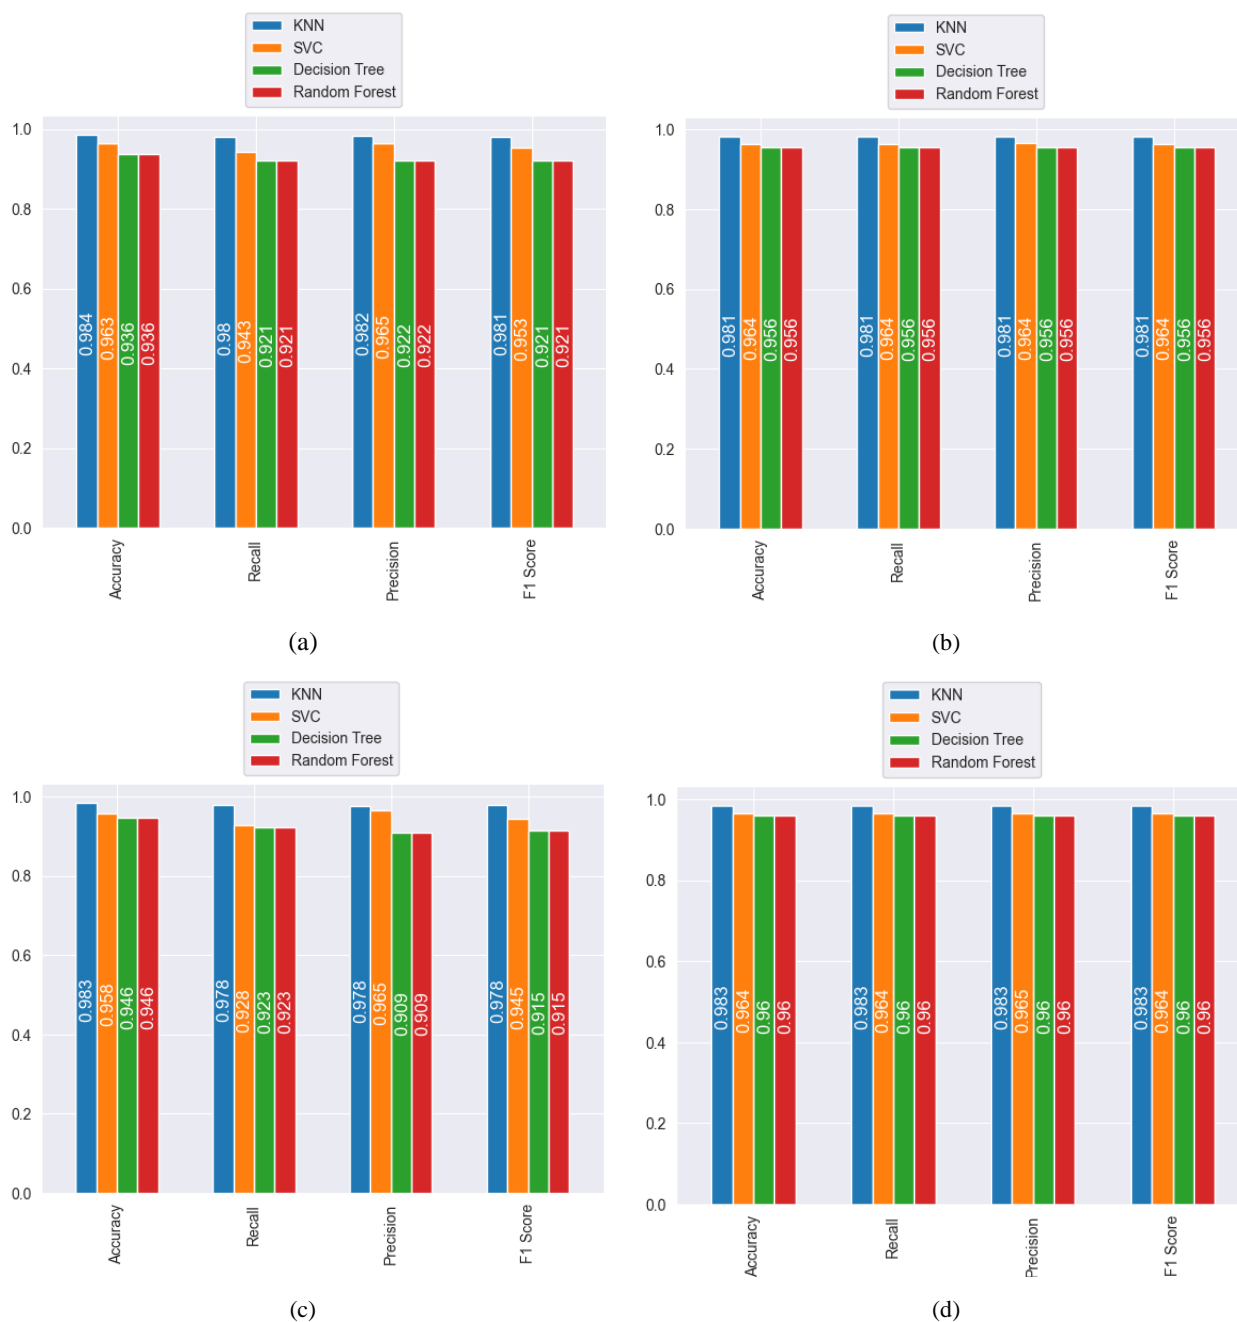 KNN
SVC
Decision Tree
Random Forest
1.0
0.8
0.6
0.4
0.2
0.0
0.984
0.963
0.936
0.936
0.98
0.943
0.921
0.921
0.982
0.965
0.922
0.922
0.981
0.953
0.921
0.921
Accuracy
Recall
Precision
F1 Score
(a)
KNN
SVC
Decision Tree
Random Forest
1.0
0.8
0.6
0.4
0.2
0.0
0.981
0.964
0.956
0.956
0.981
0.964
0.956
0.956
0.981
0.964
0.956
0.956
0.981
0.964
0.956
0.956
Accuracy
Recall
Precision
F1 Score
(b)
KNN
SVC
Decision Tree
Random Forest
1.0
0.8
0.6
0.4
0.2
0.0
0.983
0.958
0.946
0.946
0.978
0.928
0.923
0.923
0.978
0.965
0.909
0.909
0.978
0.945
0.915
0.915
Accuracy
Recall
Precision
F1 Score
(c)
KNN
SVC
Decision Tree
Random Forest
1.0
0.8
0.6
0.4
0.2
0.0
0.983
0.964
0.96
0.96
0.983
0.964
0.96
0.96
0.983
0.965
0.96
0.96
0.983
0.964
0.96
0.96
Accuracy
Recall
Precision
F1 Score
(d)